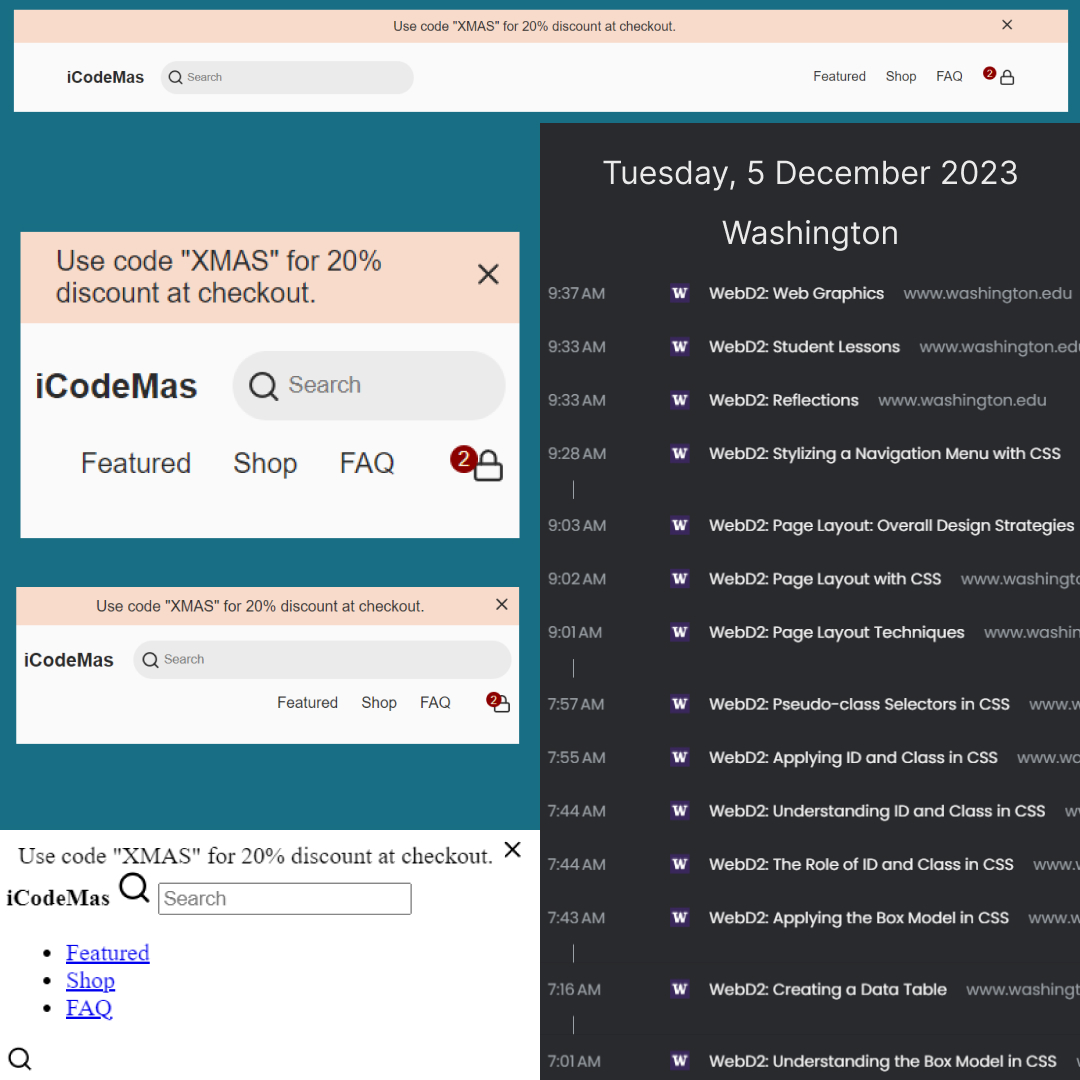 Use code "XMAS" for 20% discount at checkout.
iCodeMas
Search
Featured Shop FAQ 2
Use code "XMAS" for 20%
discount at checkout.
iCodeMas
Search
Featured Shop FAQ 2
Use code "XMAS" for 20% discount at checkout.
iCodeMas
Search
Featured Shop FAQ 2
Use code "XMAS" for 20% discount at checkout.
iCodeMas
Search
Featured
Shop
FAQ
Tuesday, 5 December 2023
Washington
9:37 AM W WebD2: Web Graphics www.washington.edu
9:33 AM W WebD2: Student Lessons www.washington.edu
9:33 AM W WebD2: Reflections www.washington.edu
9:28 AM W WebD2: Stylizing a Navigation Menu with CSS
9:03 AM W WebD2: Page Layout: Overall Design Strategies
9:02 AM W WebD2: Page Layout with CSS www.washingt
9:01 AM W WebD2: Page Layout Techniques www.washin
7:57 AM W WebD2: Pseudo-class Selectors in CSS www.w
7:55 AM W WebD2: Applying ID and Class in CSS www.wa
7:44 AM W WebD2: Understanding ID and Class in CSS w
7:44 AM W WebD2: The Role of ID and Class in CSS www.
7:43 AM W WebD2: Applying the Box Model in CSS www.w
7:16 AM W WebD2: Creating a Data Table www.washingt
7:01 AM W WebD2: Understanding the Box Model in CSS